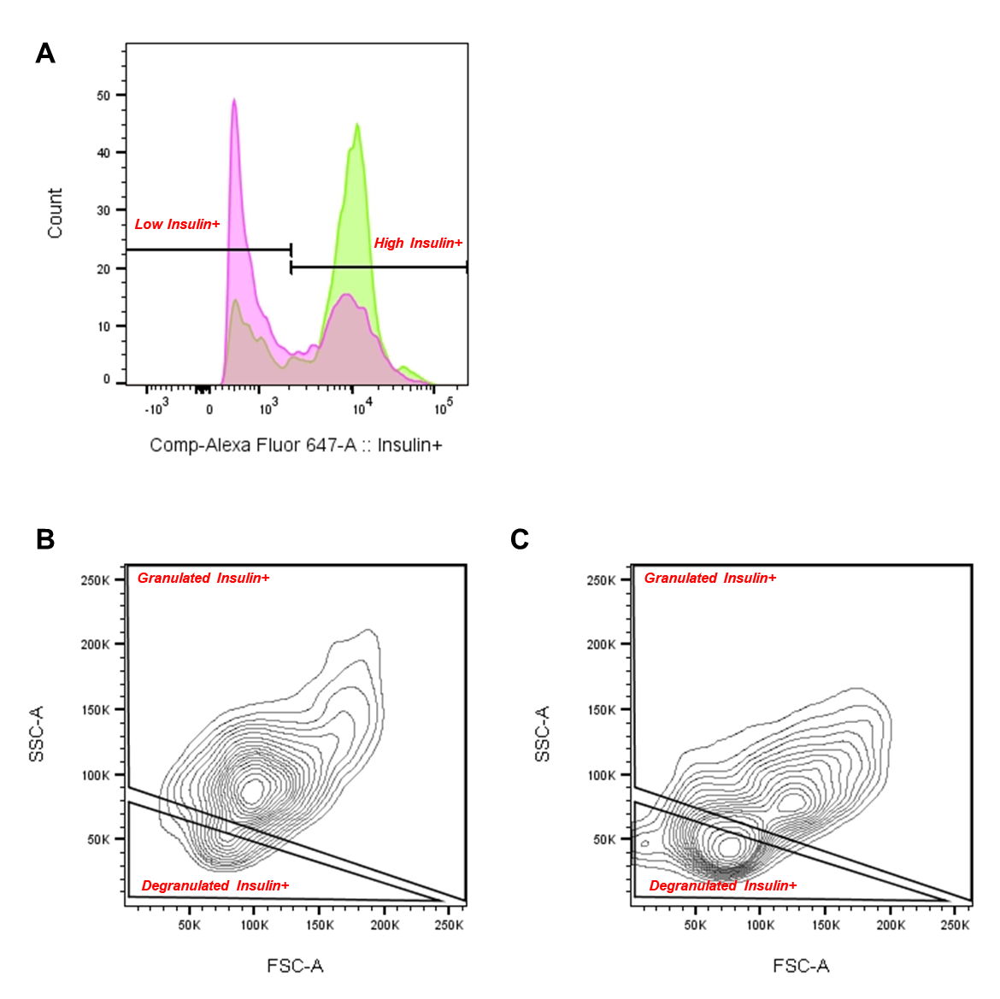 A
50
40
30
20
10
0
Count
Low Insulin+
High Insulin+
-10³ 0 10³ 10⁴ 10⁵
Comp-Alexa Fluor 647-A :: Insulin+
B
250K
200K
150K
100K
50K
SSC-A
Granulated Insulin+
Degranulated Insulin+
50K 100K 150K 200K 250K
FSC-A
C
250K
200K
150K
100K
50K
SSC-A
Granulated Insulin+
Degranulated Insulin+
50K 100K 150K 200K 250K
FSC-A